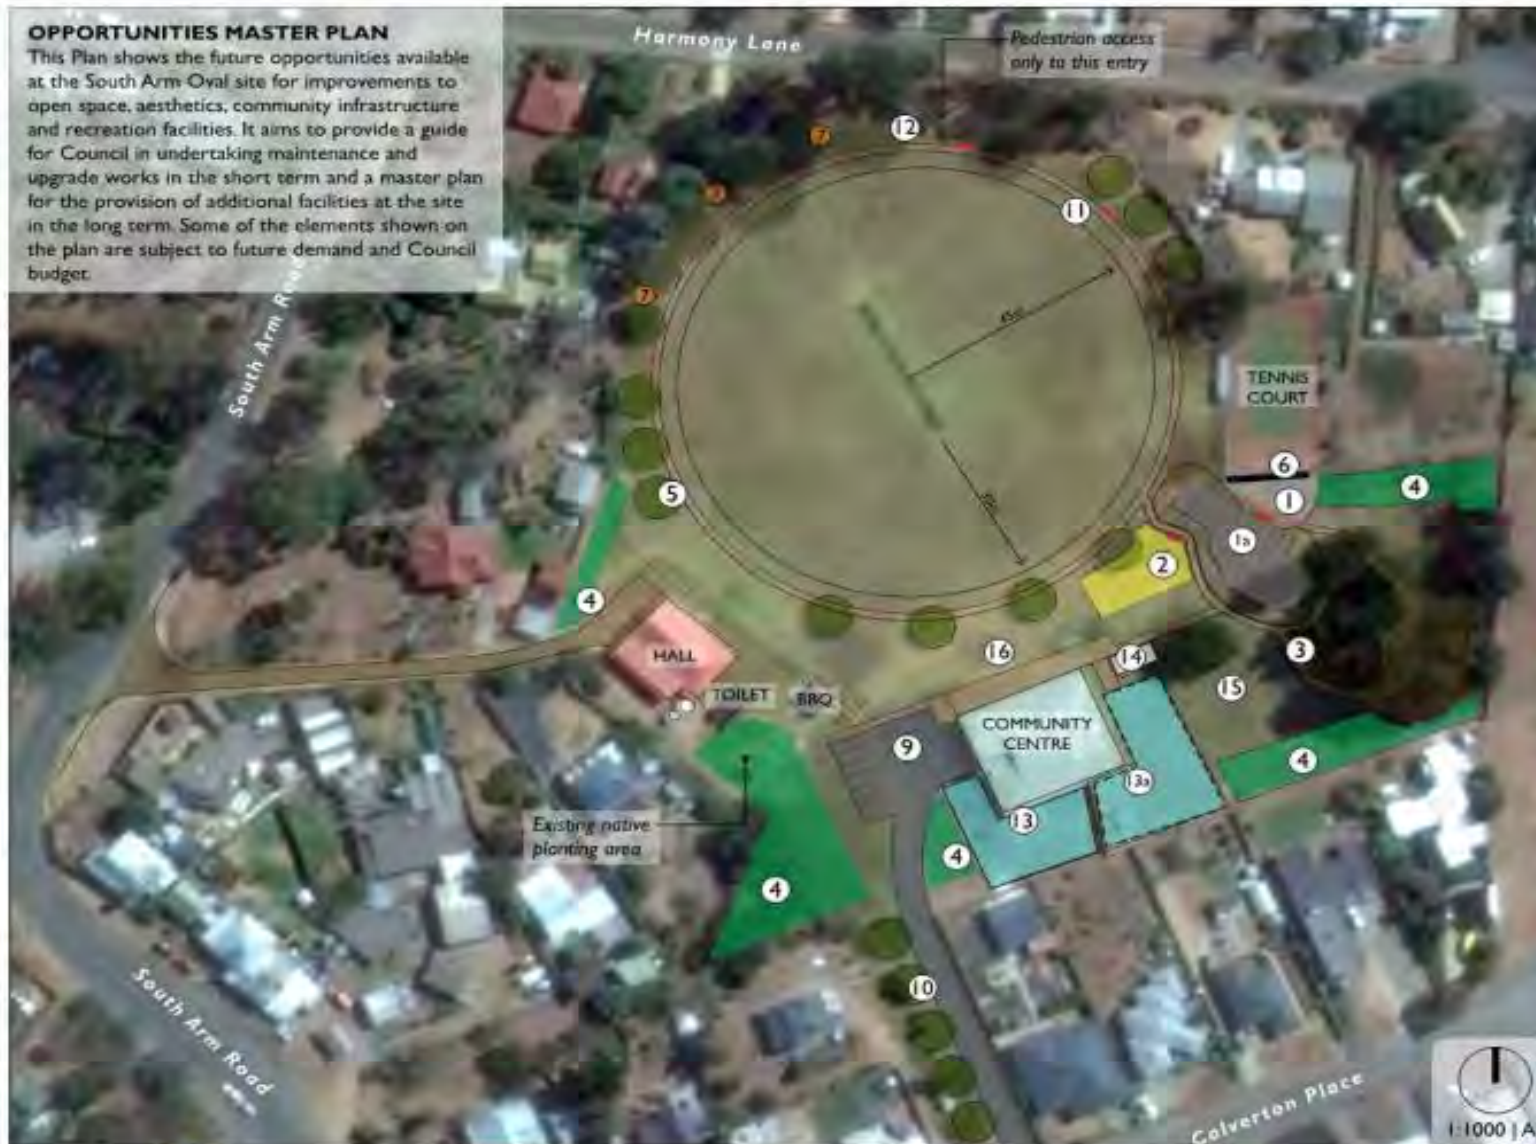 OPPORTUNITIES MASTER PLAN
This Plan shows the future opportunities available
at the South Arm Oval site for improvements to
open space, aesthetics, community infrastructure
and recreation facilities. It aims to provide a guide
for Council in undertaking maintenance and
upgrade works in the short term and a master plan
for the provision of additional facilities at the site
in the long term. Some of the elements shown on
the plan are subject to future demand and Council
budget.
Harmony Lane
Pedestrian access
only to this entry
12
7
11
7
South Arm Road
TENNIS
COURT
6
4
5
1
1a
2
4
HALL
16
14
3
15
TOILET
BBQ
COMMUNITY
CENTRE
9
4
13a
13
Existing native
planting area
4
4
10
South Arm Road
Calverton Place
1:1000 | A